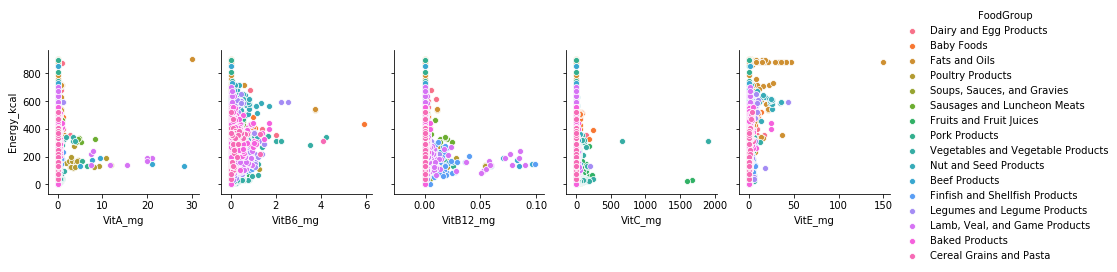 FoodGroup
Dairy and Egg Products
Baby Foods
Fats and Oils
Poultry Products
Soups, Sauces, and Gravies
Sausages and Luncheon Meats
Fruits and Fruit Juices
Pork Products
Vegetables and Vegetable Products
Nut and Seed Products
Beef Products
Finfish and Shellfish Products
Legumes and Legume Products
Lamb, Veal, and Game Products
Baked Products
Cereal Grains and Pasta
Energy_kcal
800
600
400
200
0
0 10 20 30
VitA_mg
0 2 4 6
VitB6_mg
0.00 0.05 0.10
VitB12_mg
0 500 1000 1500 2000
VitC_mg
0 50 100 150
VitE_mg